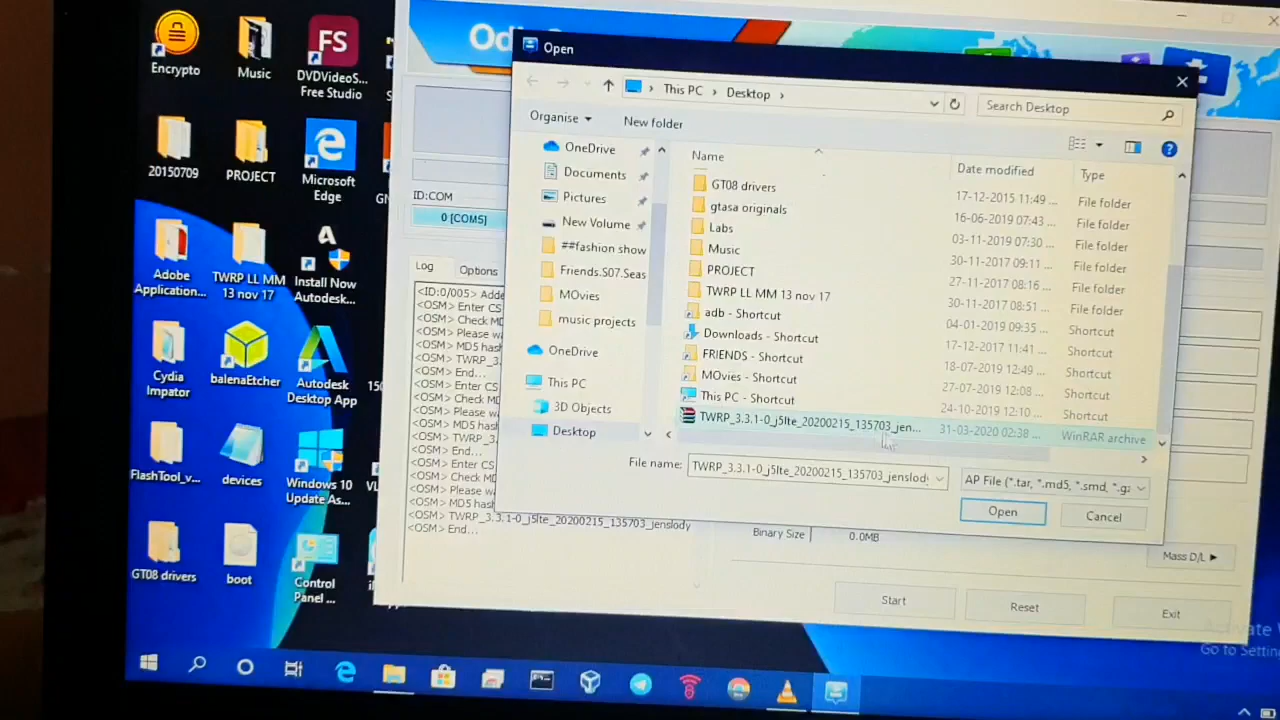 Encrypto
Music
DVDVideoS...
Free Studio
FS
20150709
PROJECT
Microsoft
Edge
Adobe
Application...
TWRP LL MM
13 nov 17
Install Now
Autodesk...
Cydia
Impator
balenaEtcher
Autodesk
Desktop App
FlashTool_v...
devices
Windows 10
Update As...
GT08 drivers
boot
Control
Panel ...
Od
ID:COM
0 [COM5]
Log
Options
<ID:0/005> Adde
<OSM> Enter CS
<OSM> Check MD
<OSM> Please wa
<OSM> MD5 hash
<OSM> TWRP_3.
<OSM> End...
<OSM> Enter CS
<OSM> Check MD
<OSM> Please wa
<OSM> MD5 hash
<OSM> TWRP_3.
<OSM> End...
<OSM> Enter CS
<OSM> Check MD
<OSM> Please wa
<OSM> MD5 hash
<OSM> TWRP_3.3.1-0_j5lte_20200215_135703_jenslody
<OSM> End...
Open
This PC
Desktop
Search Desktop
Organise
New folder
OneDrive
Documents
Pictures
New Volume
##fashion show
Friends.S07.Seas
MOvies
music projects
OneDrive
This PC
3D Objects
Desktop
Name Date modified Type
GT08 drivers 17-12-2015 11:49 ... File folder
gtasa originals 16-06-2019 07:43 ... File folder
Labs 03-11-2019 07:30 ... File folder
Music 30-11-2017 09:11 ... File folder
PROJECT 27-11-2017 08:16 ... File folder
TWRP LL MM 13 nov 17 30-11-2017 08:51 ... File folder
adb - Shortcut 04-01-2019 09:35 ... Shortcut
Downloads - Shortcut 17-12-2017 11:41 ... Shortcut
FRIENDS - Shortcut 18-07-2019 12:49 ... Shortcut
MOvies - Shortcut 27-07-2019 12:08 ... Shortcut
This PC - Shortcut 24-10-2019 12:10 ... Shortcut
TWRP_3.3.1-0_j5lte_20200215_135703_jen... 31-03-2020 02:38 ... WinRAR archive
File name: TWRP_3.3.1-0_j5lte_20200215_135703_jenslody
AP File (*.tar, *.md5, *.smd, *.gz
Open
Cancel
Binary Size 0.0MB
Mass D/L
Start
Reset
Exit
Go to Settin